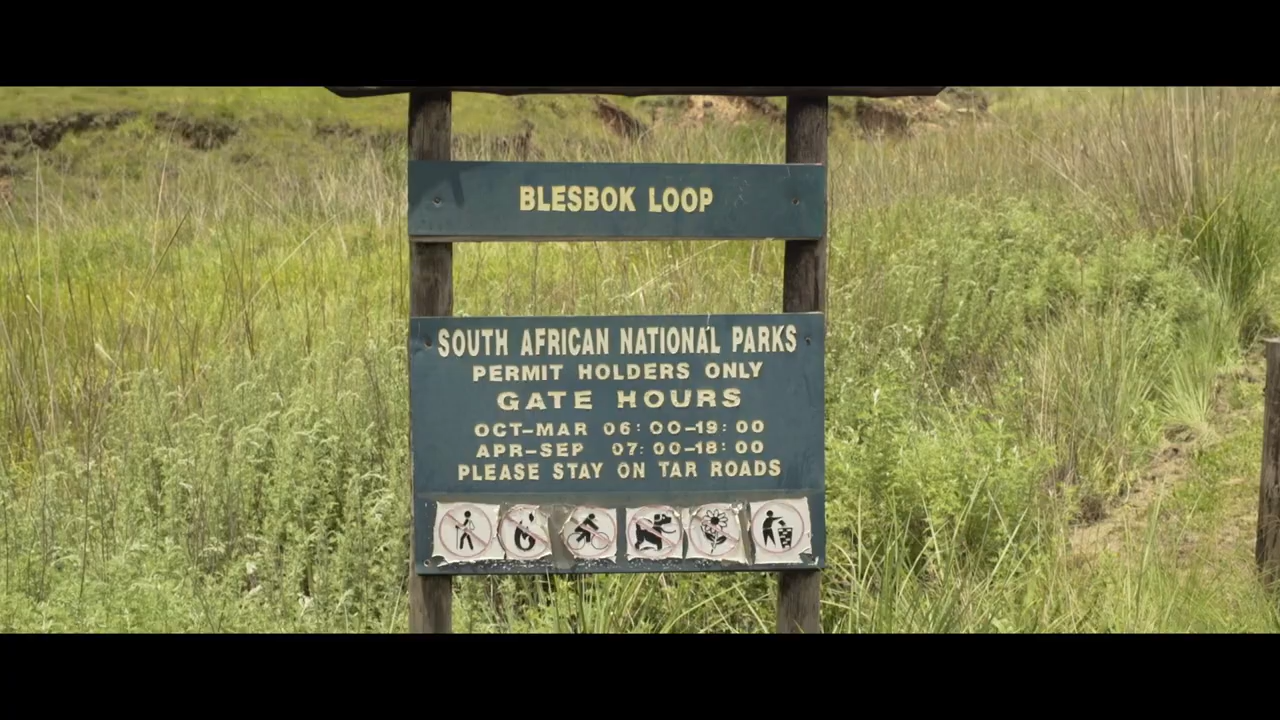 BLESBOK LOOP
SOUTH AFRICAN NATIONAL PARKS
PERMIT HOLDERS ONLY
GATE HOURS
OCT-MAR 06:00-19:00
APR-SEP 07:00-18:00
PLEASE STAY ON TAR ROADS